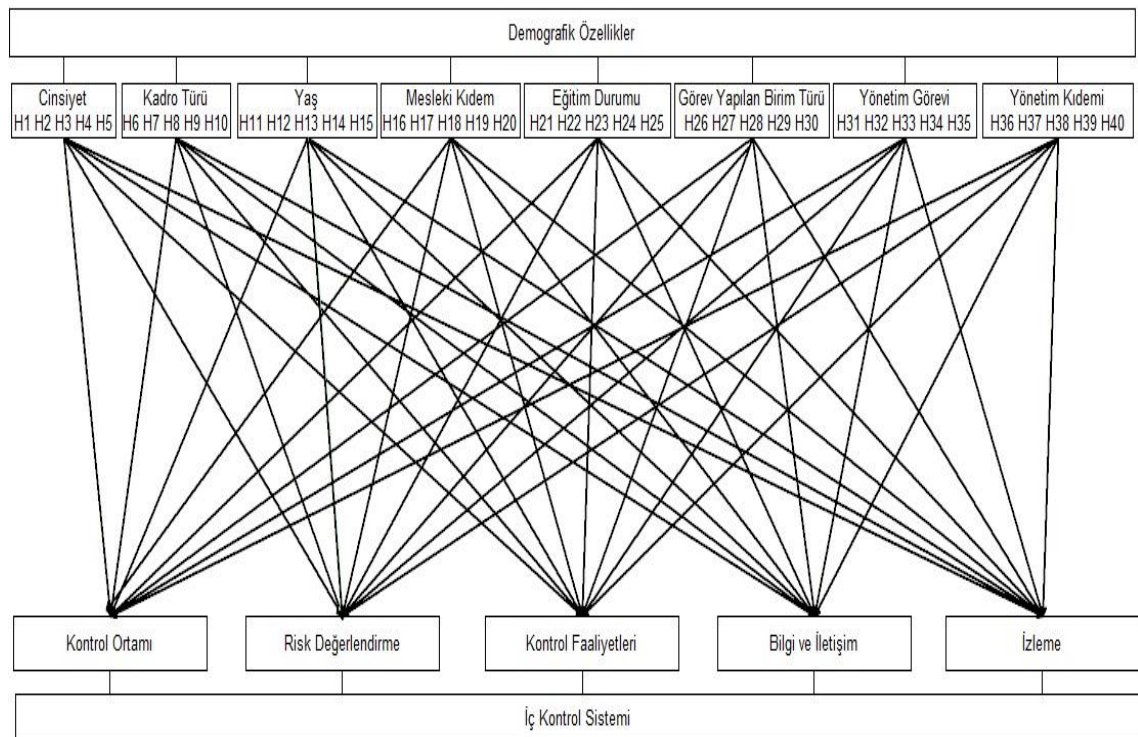 Demografik Özellikler
Cinsiyet
H1 H2 H3 H4 H5
Kadro Türü
H6 H7 H8 H9 H10
Yaş
H11 H12 H13 H14 H15
Mesleki Kıdem
H16 H17 H18 H19 H20
Eğitim Durumu
H21 H22 H23 H24 H25
Görev Yapılan Birim Türü
H26 H27 H28 H29 H30
Yönetim Görevi
H31 H32 H33 H34 H35
Yönetim Kıdemi
H36 H37 H38 H39 H40
Kontrol Ortamı
Risk Değerlendirme
Kontrol Faaliyetleri
Bilgi ve İletişim
İzleme
İç Kontrol Sistemi